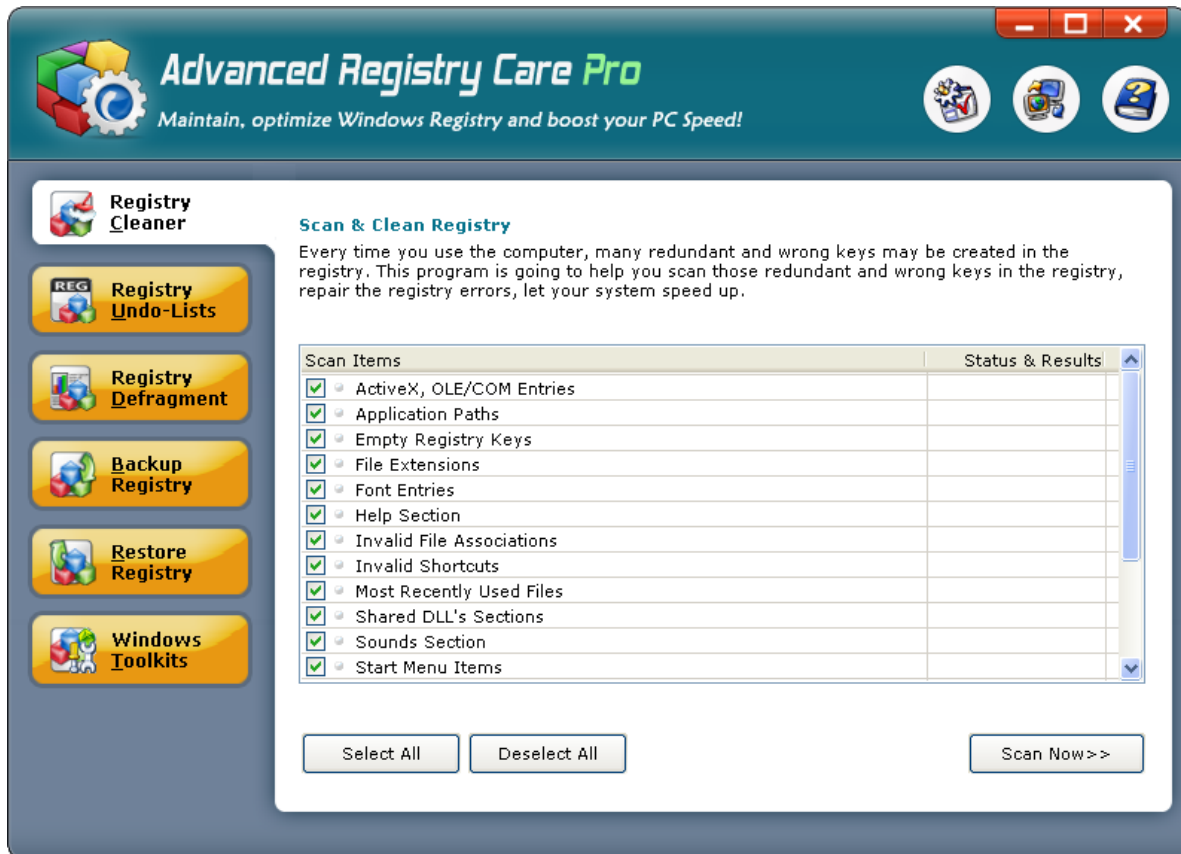 Advanced Registry Care Pro
Maintain, optimize Windows Registry and boost your PC Speed!
Registry
Cleaner
REG
Registry
Undo-Lists
Registry
Defragment
Backup
Registry
Restore
Registry
Windows
Toolkits
Scan & Clean Registry
Every time you use the computer, many redundant and wrong keys may be created in the
registry. This program is going to help you scan those redundant and wrong keys in the registry,
repair the registry errors, let your system speed up.
Scan Items Status & Results
ActiveX, OLE/COM Entries
Application Paths
Empty Registry Keys
File Extensions
Font Entries
Help Section
Invalid File Associations
Invalid Shortcuts
Most Recently Used Files
Shared DLL's Sections
Sounds Section
Start Menu Items
Select All
Deselect All
Scan Now>>